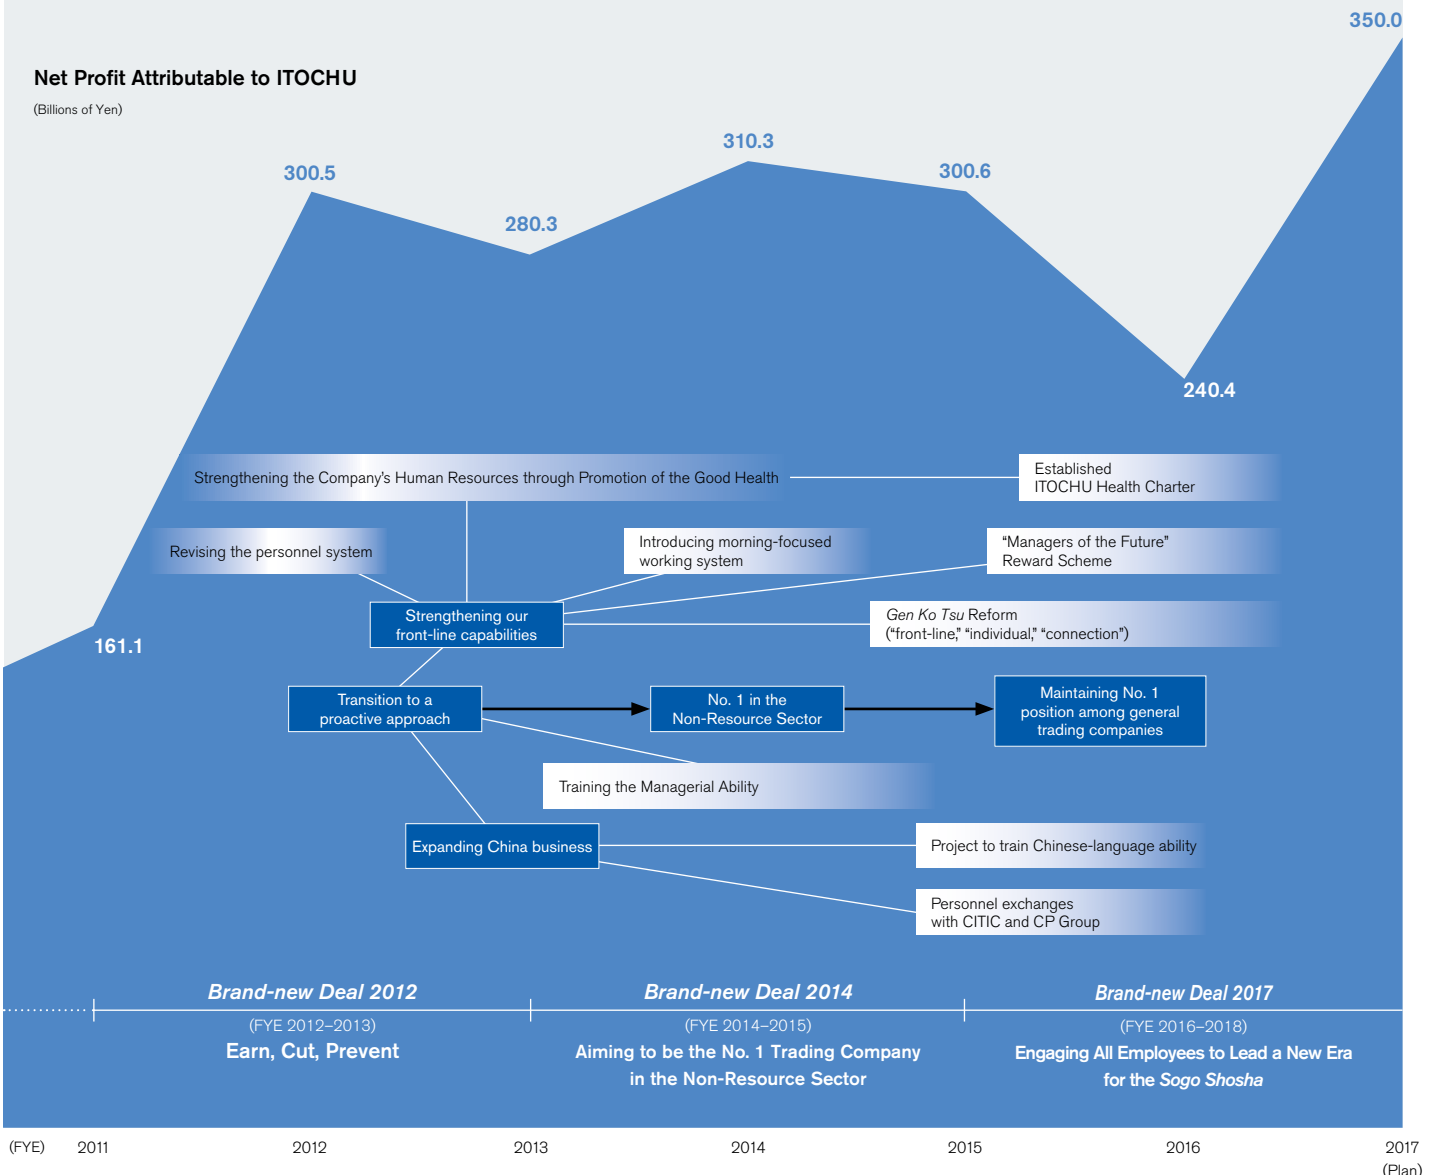 350.0
Net Profit Attributable to ITOCHU
(Billions of Yen)
310.3
300.5
300.6
280.3
240.4
Strengthening the Company's Human Resources through Promotion of the Good Health
Established
ITOCHU Health Charter
Revising the personnel system
Introducing morning-focused
working system
“Managers of the Future”
Reward Scheme
Strengthening our
front-line capabilities
Gen Ko Tsu Reform
(“front-line,” “individual,” “connection”)
161.1
Transition to a
proactive approach
No. 1 in the
Non-Resource Sector
Maintaining No. 1
position among general
trading companies
Training the Managerial Ability
Expanding China business
Project to train Chinese-language ability
Personnel exchanges
with CITIC and CP Group
Brand-new Deal 2012
(FYE 2012–2013)
Earn, Cut, Prevent
Brand-new Deal 2014
(FYE 2014–2015)
Aiming to be the No. 1 Trading Company
in the Non-Resource Sector
Brand-new Deal 2017
(FYE 2016–2018)
Engaging All Employees to Lead a New Era
for the Sogo Shosha
(FYE) 2011 2012 2013 2014 2015 2016 2017
(Plan)